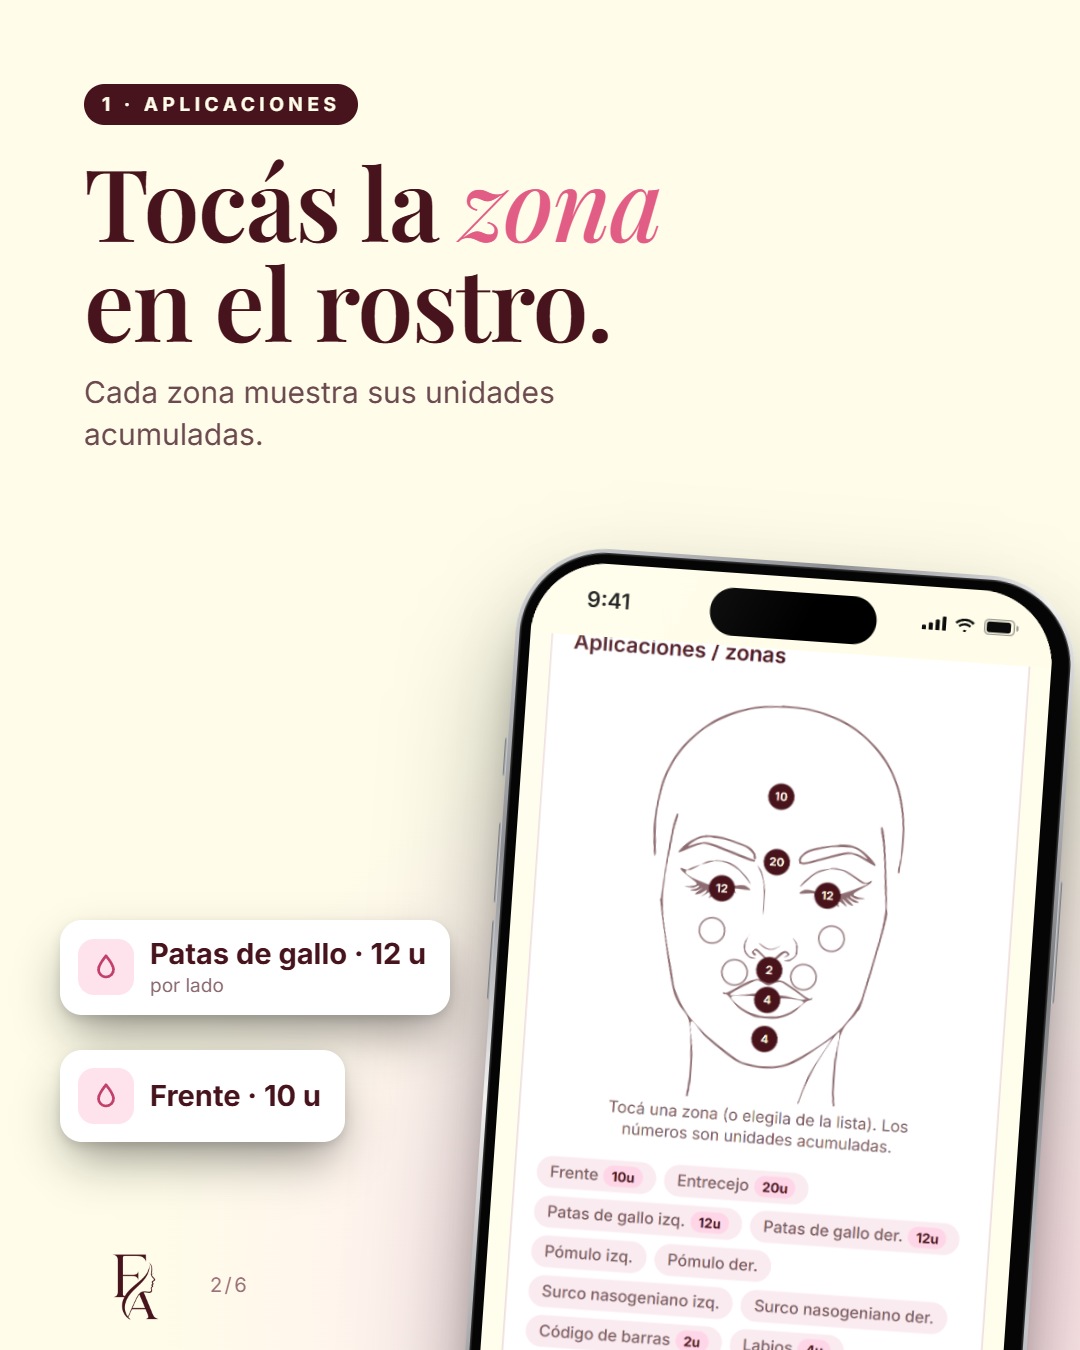 1 · APLICACIONES
Tocás la zona
en el rostro.
Cada zona muestra sus unidades
acumuladas.
9:41
Aplicaciones / zonas
10
20
12
12
2
4
4
Patas de gallo · 12 u
por lado
Frente · 10 u
Tocá una zona (o elegila de la lista). Los
números son unidades acumuladas.
Frente 10u Entrecejo 20u
Patas de gallo izq. 12u Patas de gallo der. 12u
Pómulo izq. Pómulo der.
Surco nasogeniano izq. Surco nasogeniano der.
Código de barras 2u Labios 4u
EA
2/6